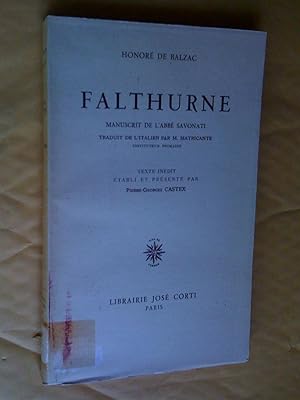 HONORÉ DE BALZAC
FALTHURNE
MANUSCRIT DE L'ABBÉ SAVONATI
TRADUIT DE L'ITALIEN PAR M. MATRICANTE
INSTITUTEUR PRIMAIRE
TEXTE INÉDIT
ÉTABLI ET PRÉSENTÉ PAR
PIERRE-GEORGES CASTEX
LIBRAIRIE JOSÉ CORTI
PARIS